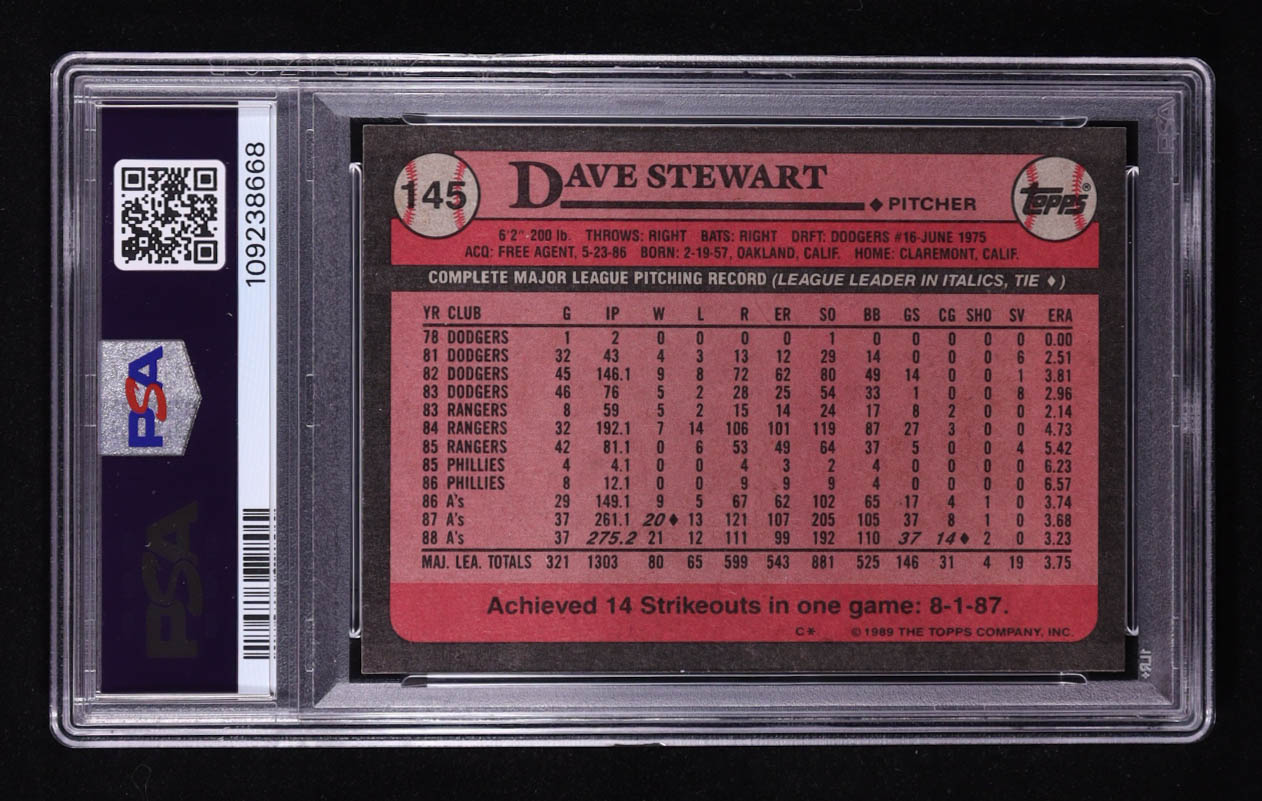 145
DAVE STEWART
◆ PITCHER
Topps®
6'2" 200 lb. THROWS: RIGHT BATS: RIGHT DRFT: DODGERS #16-JUNE 1975
ACQ: FREE AGENT, 5-23-86 BORN: 2-19-57, OAKLAND, CALIF. HOME: CLAREMONT, CALIF.
COMPLETE MAJOR LEAGUE PITCHING RECORD (LEAGUE LEADER IN ITALICS, TIE ♦)
YR CLUB G IP W L R ER SO BB GS CG SHO SV ERA
78 DODGERS 1 2 0 0 0 0 1 0 0 0 0 0 0.00
81 DODGERS 32 43 4 3 13 12 29 14 0 0 0 6 2.51
82 DODGERS 45 146.1 9 8 72 62 80 49 14 0 0 1 3.81
83 DODGERS 46 76 5 2 28 25 54 33 1 0 0 8 2.96
83 RANGERS 8 59 5 2 15 14 24 17 8 2 0 0 2.14
84 RANGERS 32 192.1 7 14 106 101 119 87 27 3 0 0 4.73
85 RANGERS 42 81.1 0 6 53 49 64 37 5 0 0 4 5.42
85 PHILLIES 4 4.1 0 0 4 3 2 4 0 0 0 0 6.23
86 PHILLIES 8 12.1 0 0 9 9 9 4 0 0 0 0 6.57
86 A's 29 149.1 9 5 67 62 102 65 17 4 1 0 3.74
87 A's 37 261.1 20♦ 13 121 107 205 105 37 8 1 0 3.68
88 A's 37 275.2 21 12 111 99 192 110 37 14♦ 2 0 3.23
MAJ. LEA. TOTALS 321 1303 80 65 599 543 881 525 146 31 4 19 3.75
Achieved 14 Strikeouts in one game: 8-1-87.
C* © 1989 THE TOPPS COMPANY, INC.
109238668
PSA
PSA
PSA